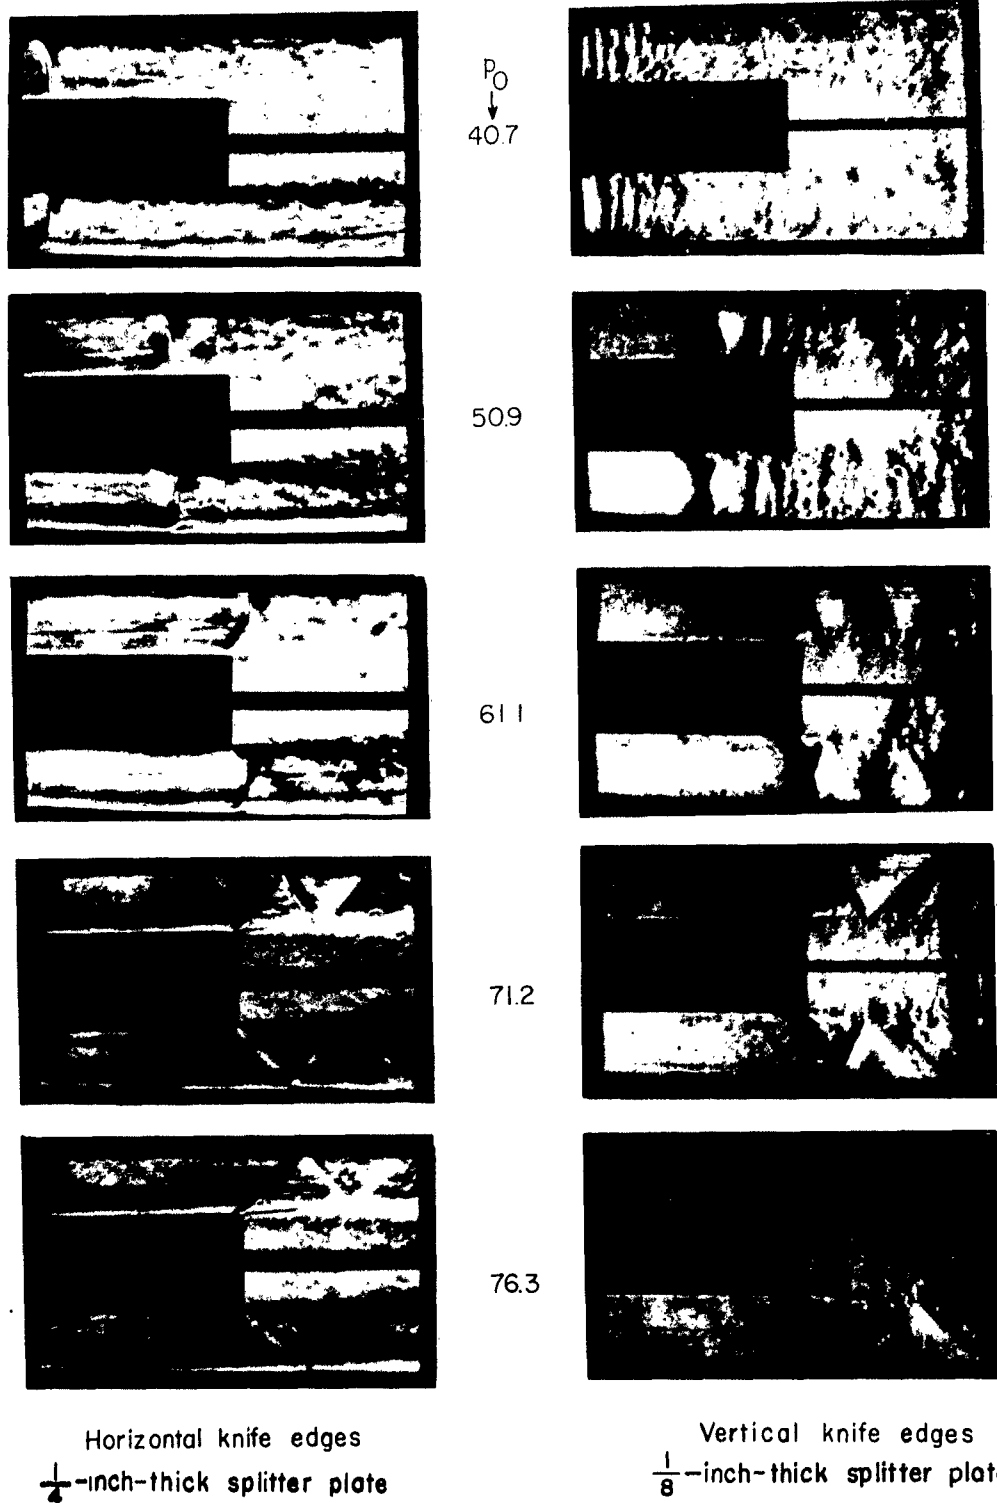 P0
↓
40.7
50.9
61 1
71.2
76.3
Horizontal knife edges
1/4-inch-thick splitter plate
Vertical knife edges
1/8-inch-thick splitter plat